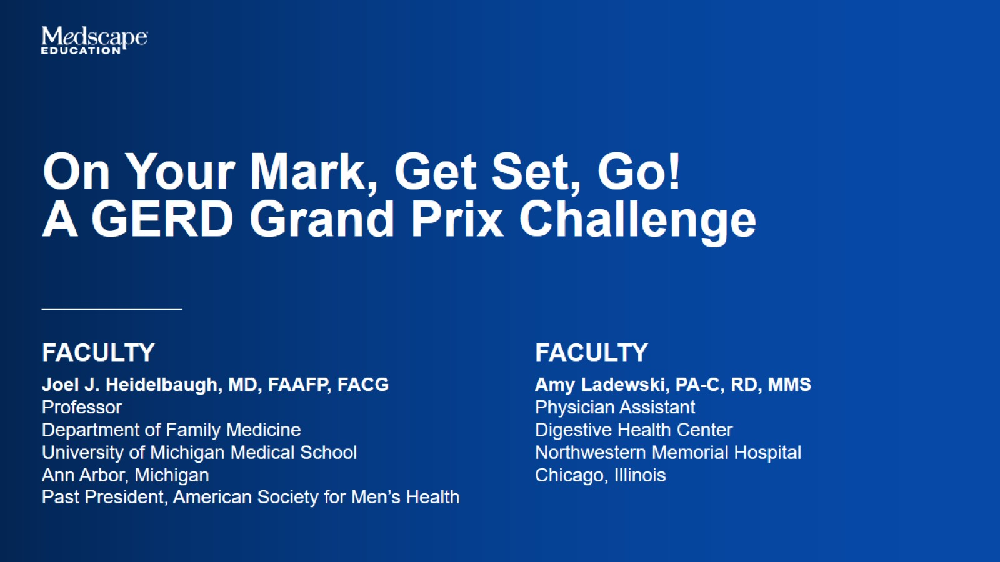 Medscape
EDUCATION
On Your Mark, Get Set, Go!
A GERD Grand Prix Challenge
FACULTY
Joel J. Heidelbaugh, MD, FAAFP, FACG
Professor
Department of Family Medicine
University of Michigan Medical School
Ann Arbor, Michigan
Past President, American Society for Men’s Health
FACULTY
Amy Ladewski, PA-C, RD, MMS
Physician Assistant
Digestive Health Center
Northwestern Memorial Hospital
Chicago, Illinois